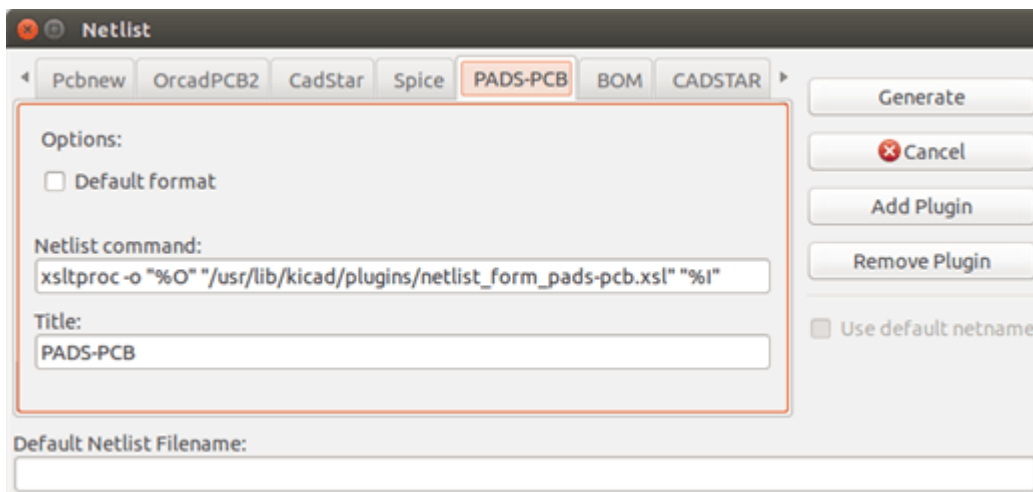 Netlist
Pcbnew OrcadPCB2 CadStar Spice PADS-PCB BOM CADSTAR
Generate
Options:
Cancel
Default format
Add Plugin
Netlist command:
xsltproc -o "%O" "/usr/lib/kicad/plugins/netlist_form_pads-pcb.xsl" "%I"
Remove Plugin
Title:
Use default netname
PADS-PCB
Default Netlist Filename: